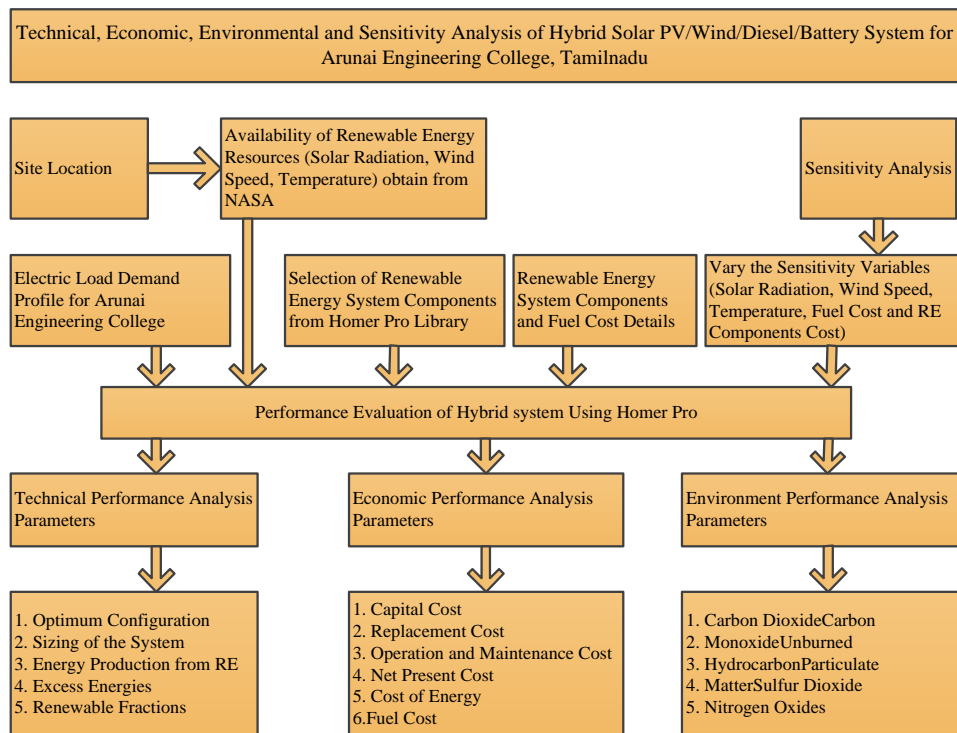 Technical, Economic, Environmental and Sensitivity Analysis of Hybrid Solar PV/Wind/Diesel/Battery System for
Arunai Engineering College, Tamilnadu
Site Location
Availability of Renewable Energy
Resources (Solar Radiation, Wind
Speed, Temperature) obtain from
NASA
Sensitivity Analysis
Electric Load Demand
Profile for Arunai
Engineering College
Selection of Renewable
Energy System Components
from Homer Pro Library
Renewable Energy
System Components
and Fuel Cost Details
Vary the Sensitivity Variables
(Solar Radiation, Wind Speed,
Temperature, Fuel Cost and RE
Components Cost)
Performance Evaluation of Hybrid system Using Homer Pro
Technical Performance Analysis
Parameters
Economic Performance Analysis
Parameters
Environment Performance Analysis
Parameters
1. Optimum Configuration
2. Sizing of the System
3. Energy Production from RE
4. Excess Energies
5. Renewable Fractions
1. Capital Cost
2. Replacement Cost
3. Operation and Maintenance Cost
4. Net Present Cost
5. Cost of Energy
6.Fuel Cost
1. Carbon DioxideCarbon
2. MonoxideUnburned
3. HydrocarbonParticulate
4. MatterSulfur Dioxide
5. Nitrogen Oxides